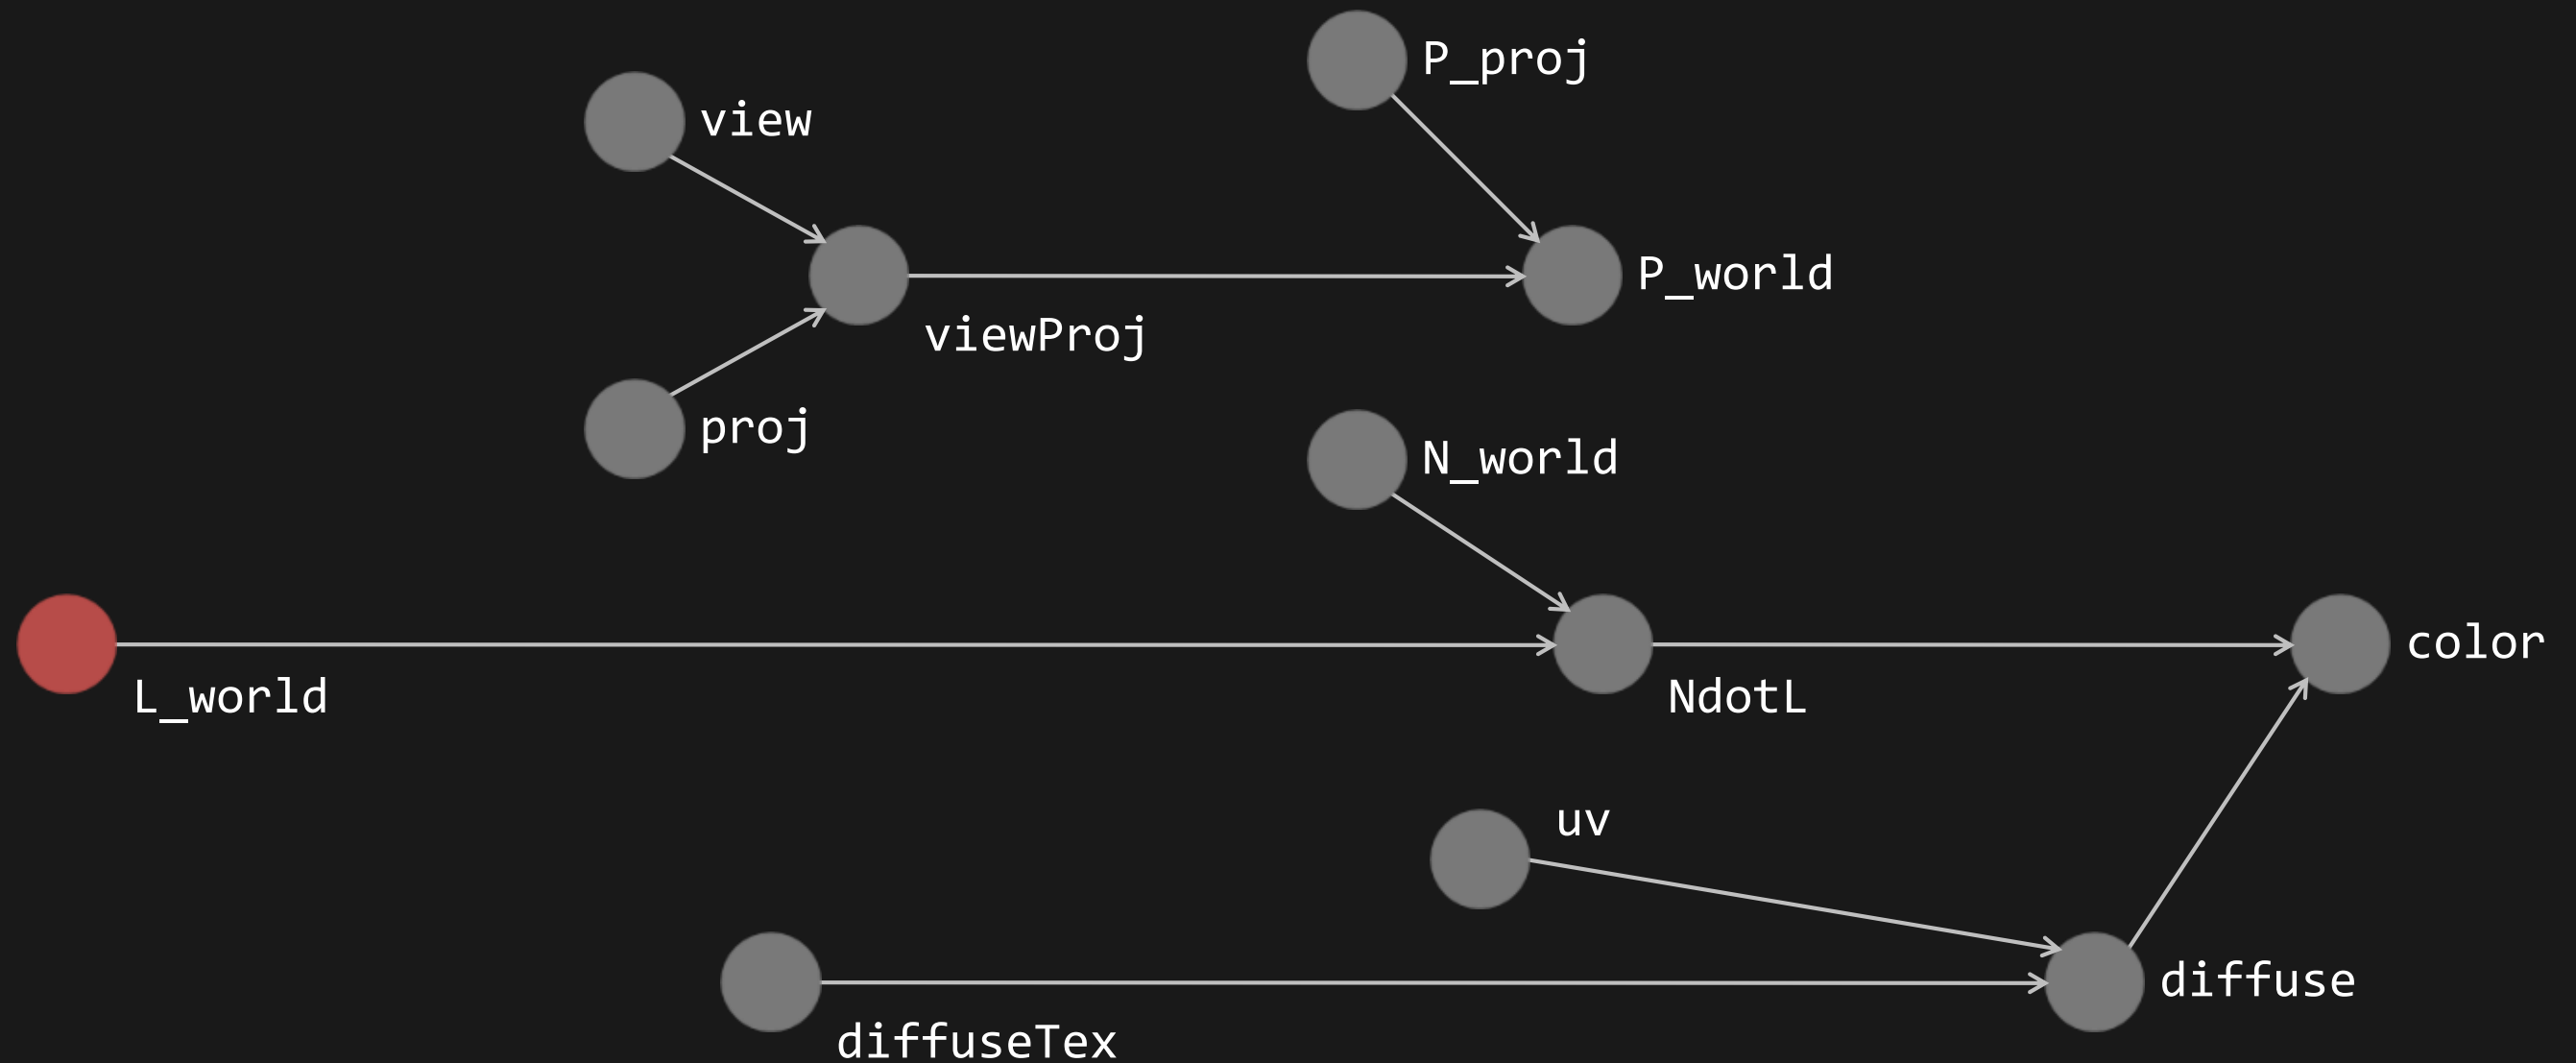 P_proj
view
P_world
viewProj
proj
N_world
color
L_world
NdotL
uv
diffuse
diffuseTex